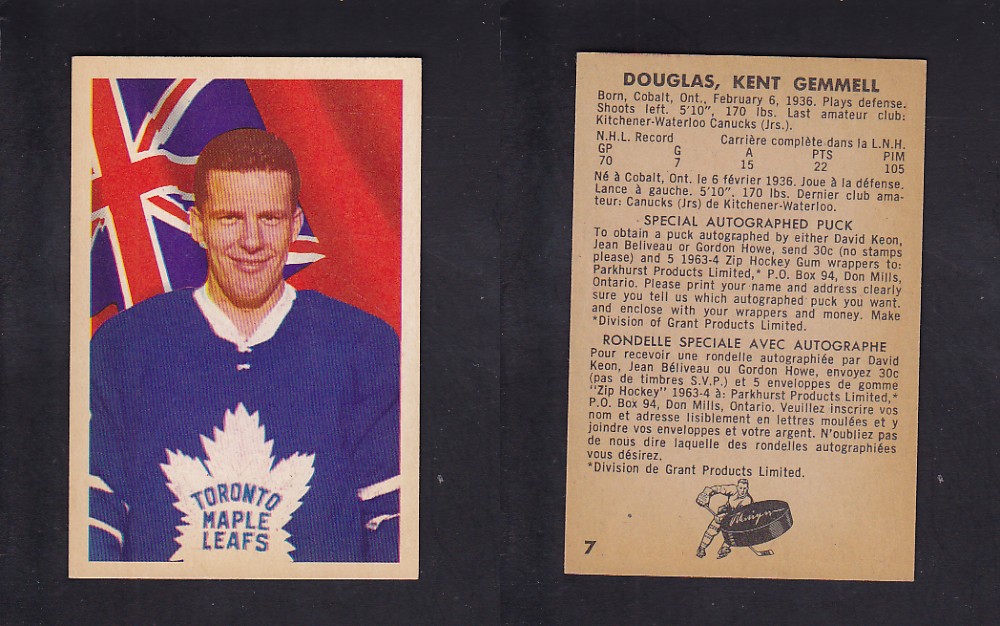 TORONTO
MAPLE
LEAFS
DOUGLAS, KENT GEMMELL
Born, Cobalt, Ont., February 6, 1936. Plays defense.
Shoots left. 5'10", 170 lbs. Last amateur club:
Kitchener-Waterloo Canucks (Jrs.).
N.H.L. Record Carrière complète dans la L.N.H.
GP G A PTS PIM
70 7 15 22 105
Né à Cobalt, Ont. le 6 février 1936. Joue à la défense.
Lance à gauche. 5'10", 170 lbs. Dernier club ama-
teur: Canucks (Jrs) de Kitchener-Waterloo.
SPECIAL AUTOGRAPHED PUCK
To obtain a puck autographed by either David Keon,
Jean Beliveau or Gordon Howe, send 30c (no stamps
please) and 5 1963-4 Zip Hockey Gum wrappers to:
Parkhurst Products Limited,* P.O. Box 94, Don Mills,
Ontario. Please print your name and address clearly
sure you tell us which autographed puck you want.
and enclose with your wrappers and money. Make
*Division of Grant Products Limited.
RONDELLE SPECIALE AVEC AUTOGRAPHE
Pour recevoir une rondelle autographiée par David
Keon, Jean Béliveau ou Gordon Howe, envoyez 30c
(pas de timbres S.V.P.) et 5 enveloppes de gomme
"Zip Hockey" 1963-4 à: Parkhurst Products Limited,*
P.O. Box 94, Don Mills, Ontario. Veuillez inscrire vos
nom et adresse lisiblement en lettres moulées et y
joindre vos enveloppes et votre argent. N'oubliez pas
de nous dire laquelle des rondelles autographiées
vous désirez.
*Division de Grant Products Limited.
7